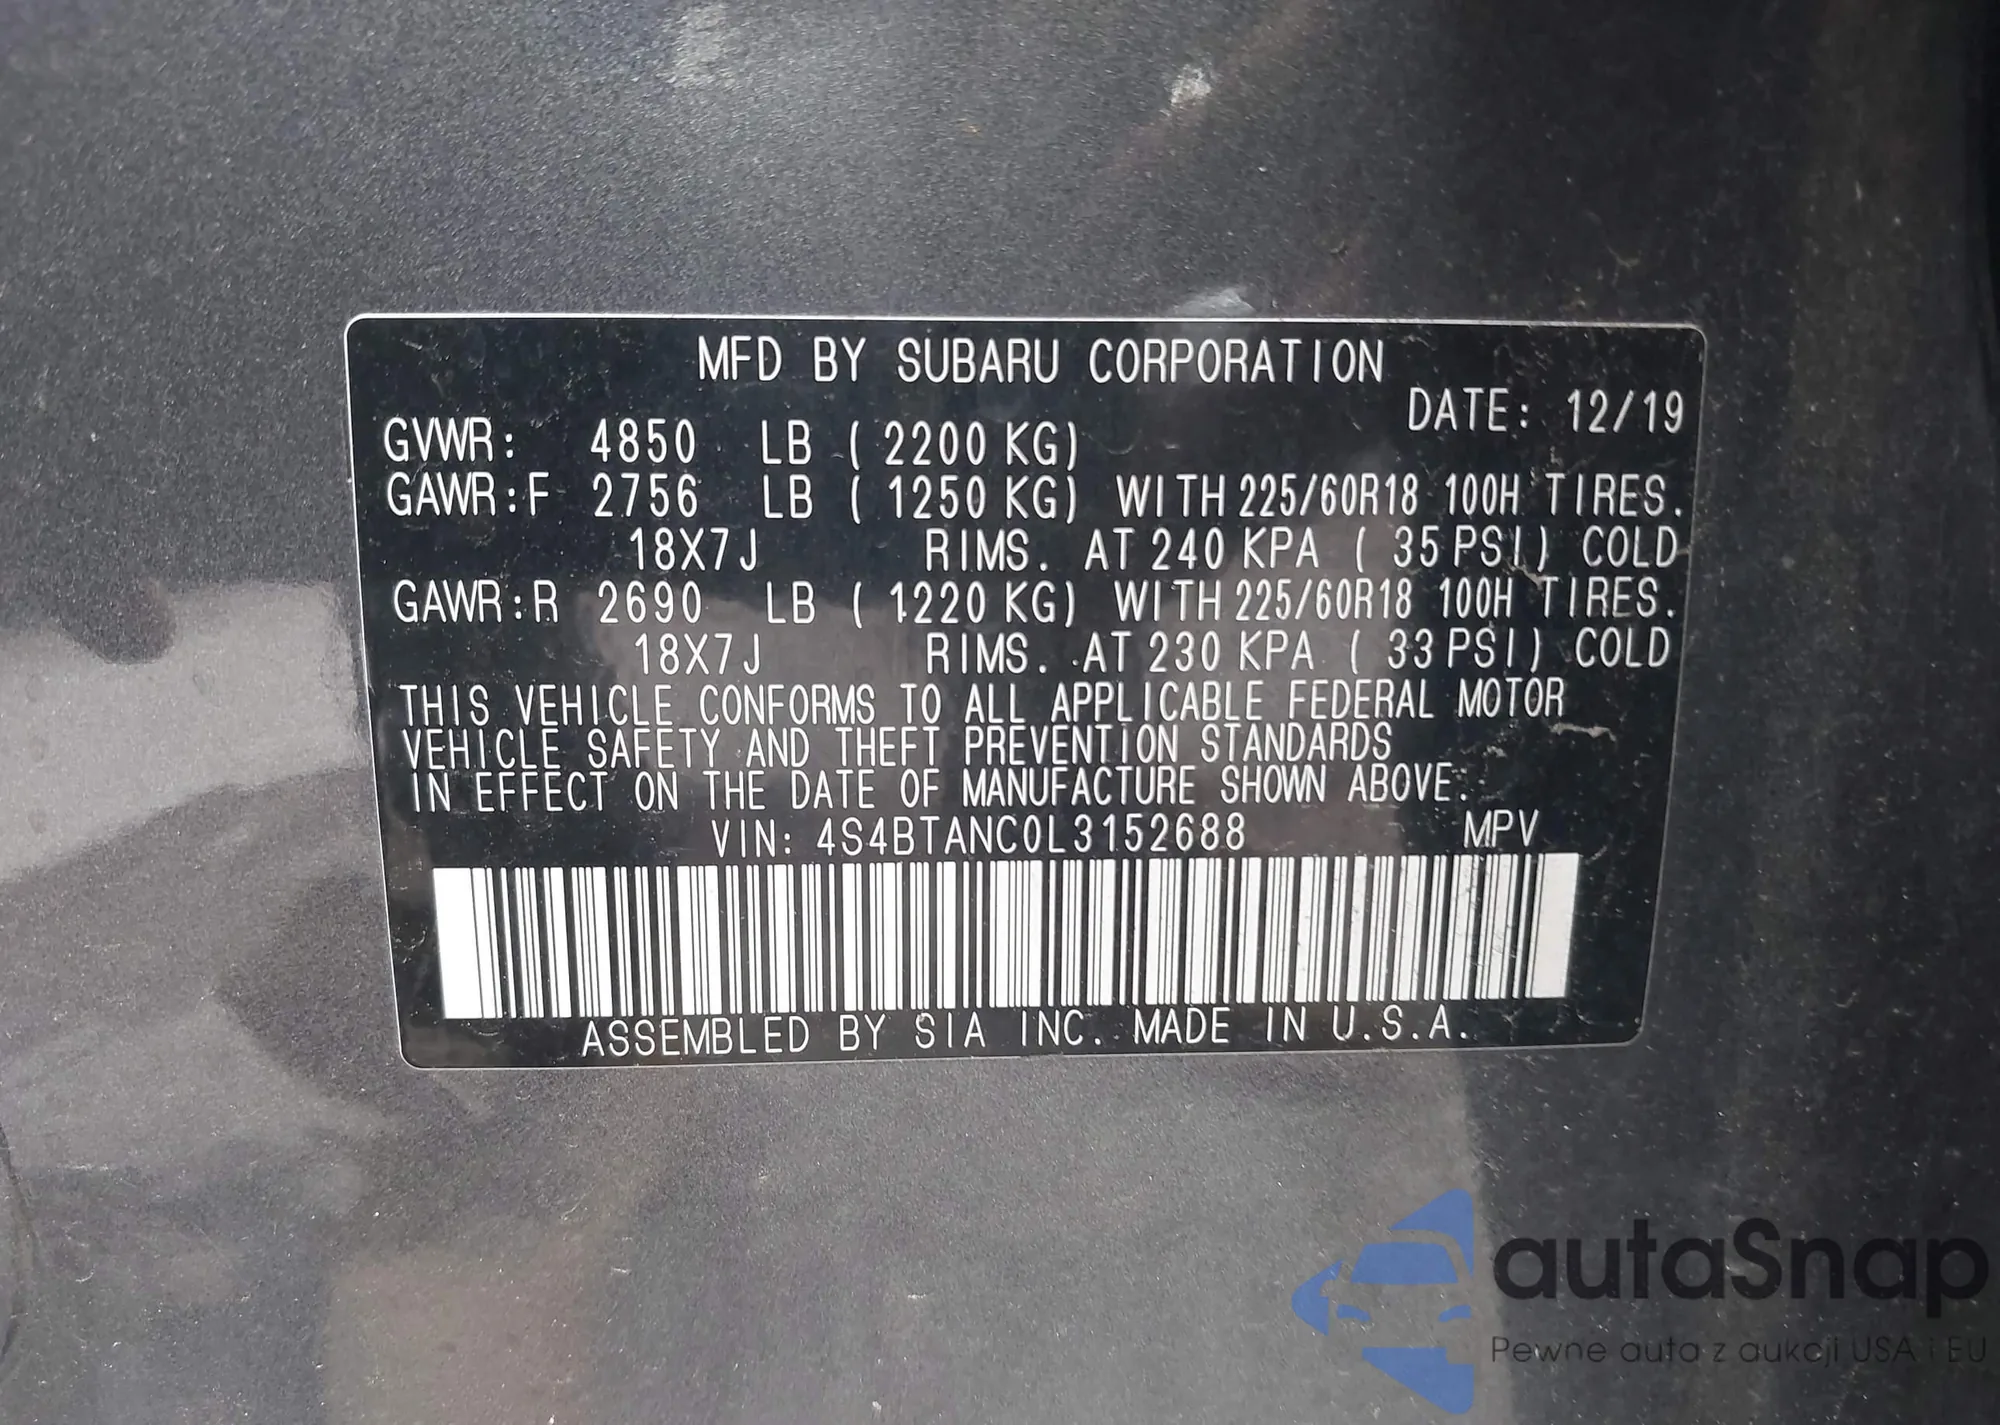 MFD BY SUBARU CORPORATION
DATE: 12/19
GVWR: 4850 LB ( 2200 KG)
GAWR:F 2756 LB ( 1250 KG) WITH 225/60R18 100H TIRES.
18X7J RIMS. AT 240 KPA ( 35 PSI) COLD
GAWR:R 2690 LB ( 1220 KG) WITH 225/60R18 100H TIRES.
18X7J RIMS. AT 230 KPA ( 33 PSI) COLD
THIS VEHICLE CONFORMS TO ALL APPLICABLE FEDERAL MOTOR
VEHICLE SAFETY AND THEFT PREVENTION STANDARDS
IN EFFECT ON THE DATE OF MANUFACTURE SHOWN ABOVE.
VIN: 4S4BTANC0L3152688 MPV
ASSEMBLED BY SIA INC. MADE IN U.S.A.
autaSnap
Pewne auta z aukcji USA i EU